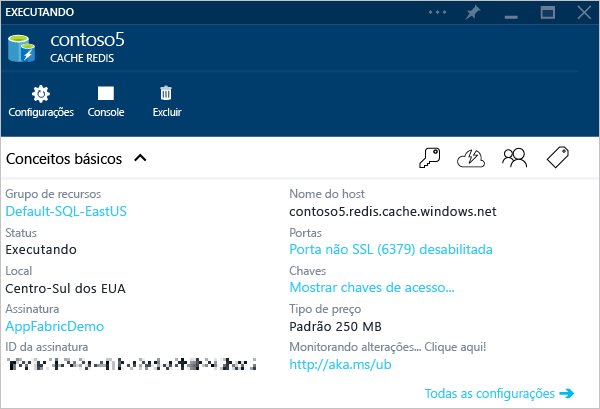 EXECUTANDO
contoso5
CACHE REDIS
Configurações Console Excluir
Conceitos básicos
Grupo de recursos
Default-SQL-EastUS
Status
Executando
Local
Centro-Sul dos EUA
Assinatura
AppFabricDemo
ID da assinatura
Nome do host
contoso5.redis.cache.windows.net
Portas
Porta não SSL (6379) desabilitada
Chaves
Mostrar chaves de acesso...
Tipo de preço
Padrão 250 MB
Monitorando alterações... Clique aqui!
http://aka.ms/ub
Todas as configurações